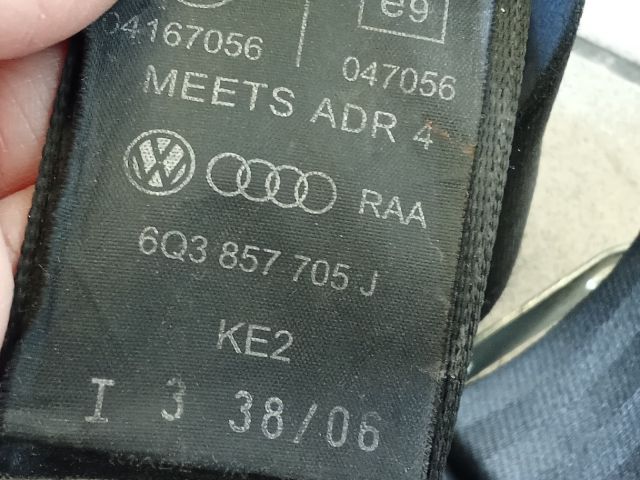 e9
04167056
047056
MEETS ADR 4
RAA
6Q3 857 705 J
KE2
I 3 38/06